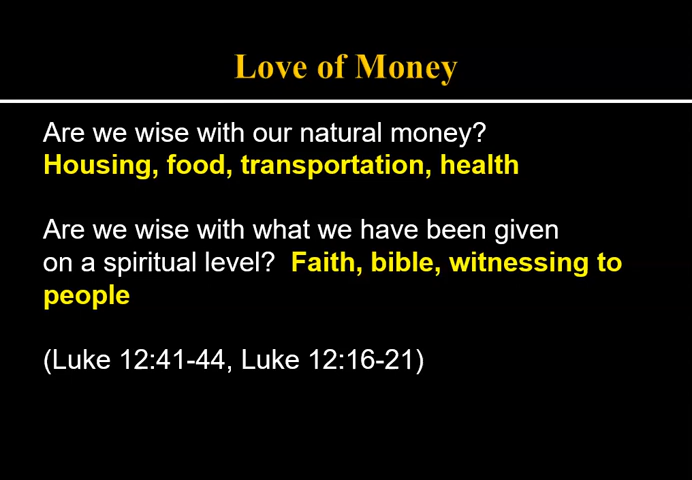 Love of Money
Are we wise with our natural money?
Housing, food, transportation, health
Are we wise with what we have been given
on a spiritual level?  Faith, bible, witnessing to
people
(Luke 12:41-44, Luke 12:16-21)